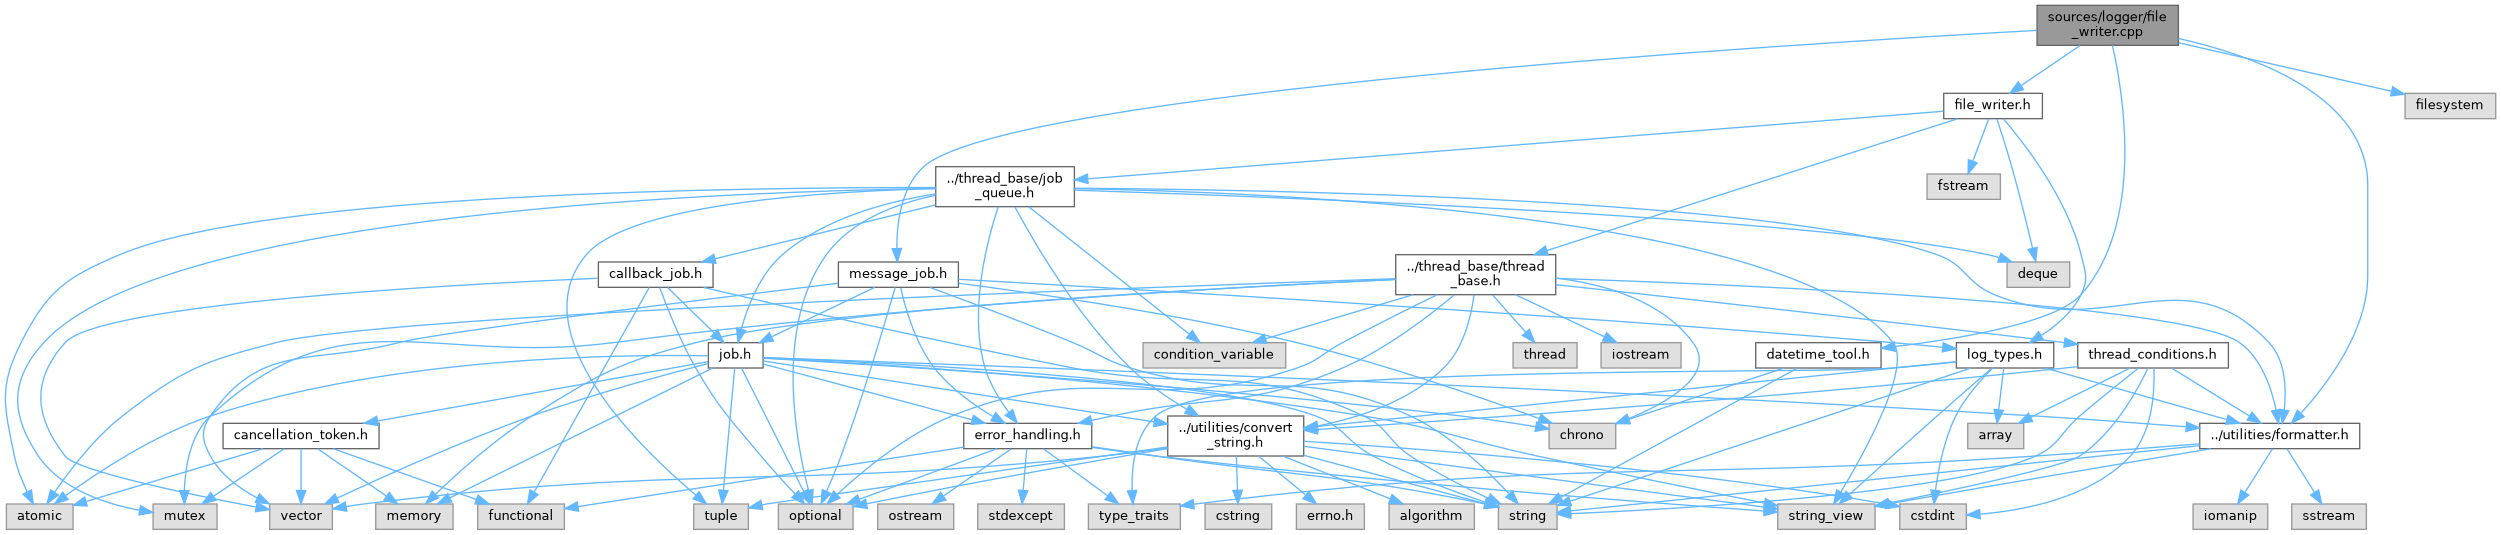 sources/logger/file
_writer.cpp
file_writer.h
filesystem
../thread_base/job
_queue.h
fstream
callback_job.h
message_job.h
../thread_base/thread
_base.h
deque
job.h
condition_variable
thread
iostream
datetime_tool.h
log_types.h
thread_conditions.h
cancellation_token.h
error_handling.h
../utilities/convert
_string.h
chrono
array
../utilities/formatter.h
atomic
mutex
vector
memory
functional
tuple
optional
ostream
stdexcept
type_traits
cstring
errno.h
algorithm
string
string_view
cstdint
iomanip
sstream